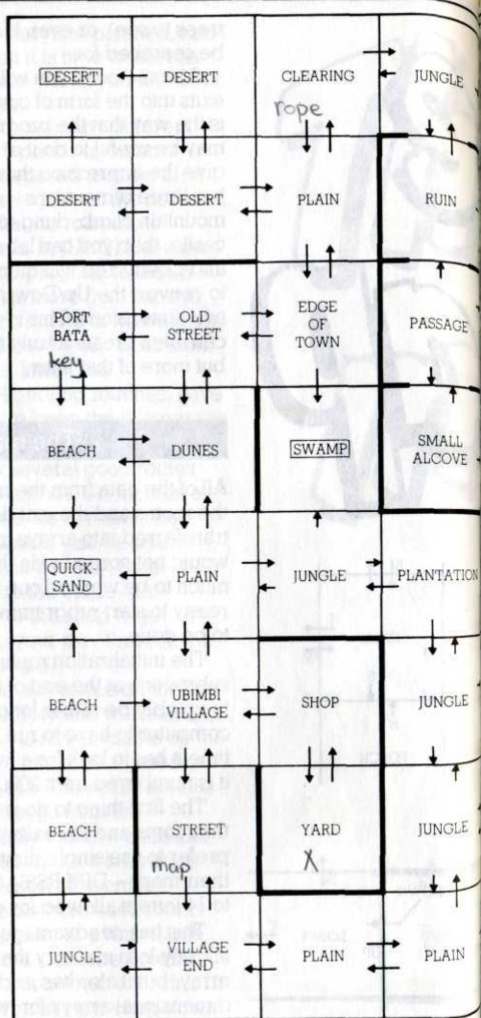 DESERT DESERT CLEARING JUNGLE
rope
DESERT DESERT PLAIN RUIN
PORT BATA OLD STREET EDGE OF TOWN PASSAGE
key
BEACH DUNES SWAMP SMALL ALCOVE
QUICK-SAND PLAIN JUNGLE PLANTATION
BEACH UBIMBI VILLAGE SHOP JUNGLE
BEACH STREET YARD JUNGLE
map X
JUNGLE VILLAGE END PLAIN PLAIN